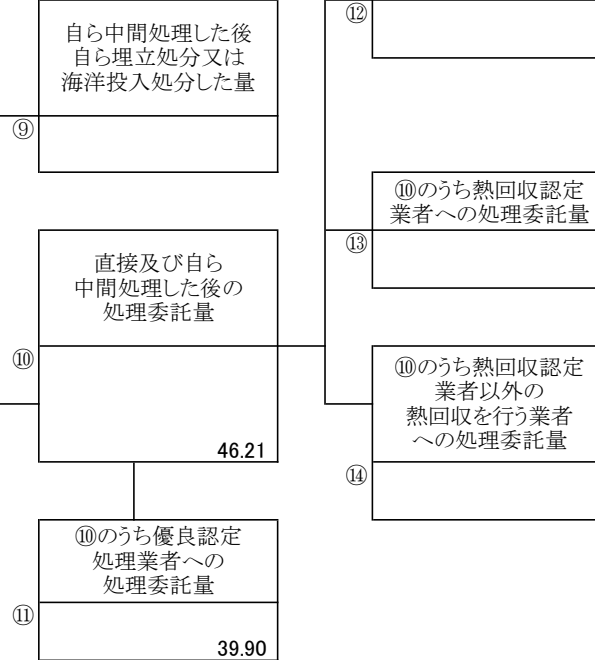 自ら中間処理した後
自ら埋立処分又は
海洋投入処分した量
⑨
直接及び自ら
中間処理した後の
処理委託量
⑩
46.21
⑩のうち優良認定
処理業者への
処理委託量
⑪
39.90
⑫
⑩のうち熱回収認定
業者への処理委託量
⑬
⑩のうち熱回収認定
業者以外の
熱回収を行う業者
への処理委託量
⑭